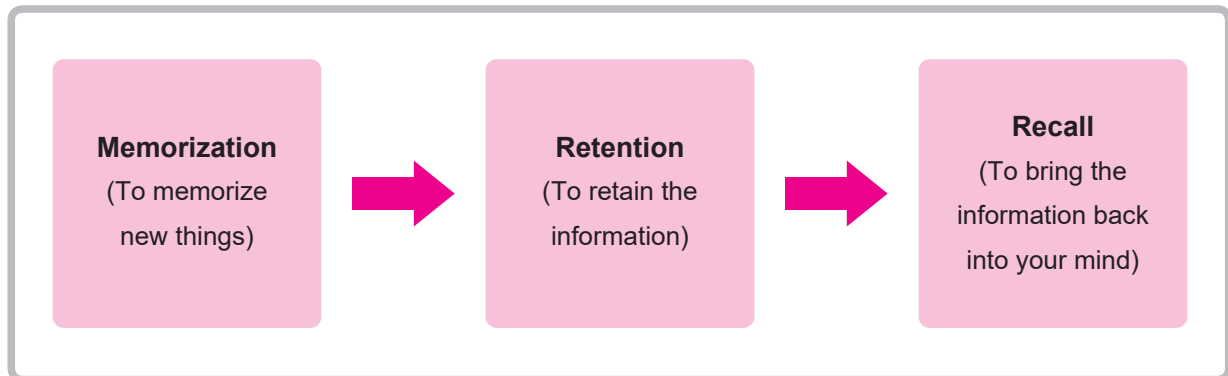 Memorization
(To memorize
new things)
Retention
(To retain the
information)
Recall
(To bring the
information back
into your mind)